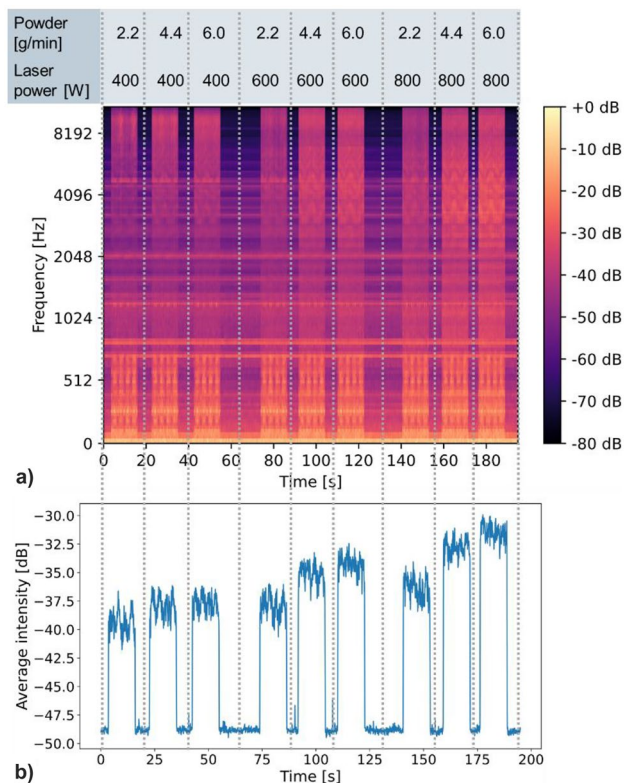 Powder [g/min] 2.2 4.4 6.0 2.2 4.4 6.0 2.2 4.4 6.0
Laser power [W] 400 400 400 600 600 600 800 800 800
8192
4096
2048
1024
512
0
Frequency [Hz]
0 20 40 60 80 100 120 140 160 180
Time [s]
+0 dB
-10 dB
-20 dB
-30 dB
-40 dB
-50 dB
-60 dB
-70 dB
-80 dB
a)
−30.0
−32.5
−35.0
−37.5
−40.0
−42.5
−45.0
−47.5
−50.0
Average intensity [dB]
0 25 50 75 100 125 150 175 200
Time [s]
b)